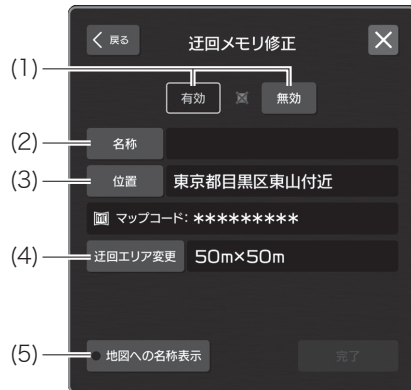 戻る
迂回メモリ修正
(1)
有効 無効
(2) 名称
(3) 位置 東京都目黒区東山付近
マップコード: *********
(4) 迂回エリア変更 50m×50m
(5) 地図への名称表示 完了